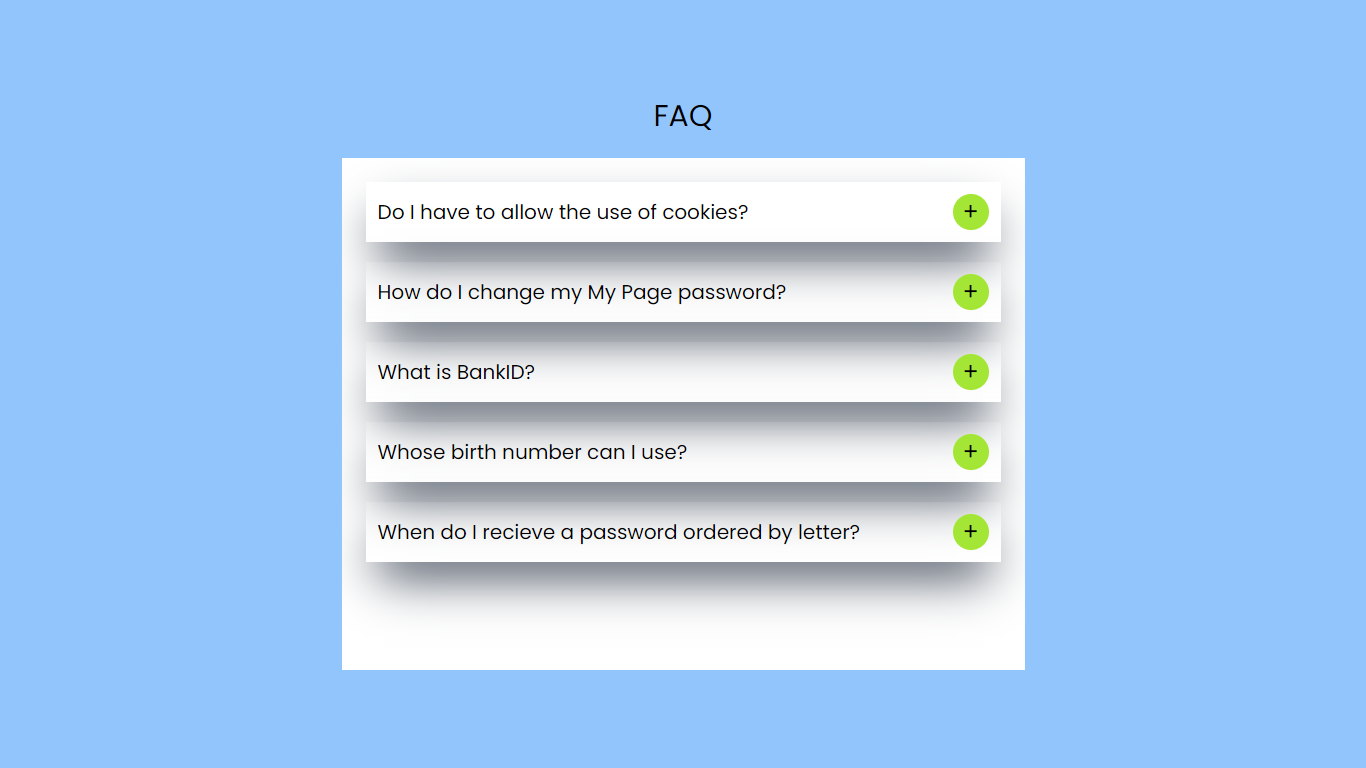 FAQ
Do I have to allow the use of cookies?
+
How do I change my My Page password?
+
What is BankID?
+
Whose birth number can I use?
+
When do I recieve a password ordered by letter?
+